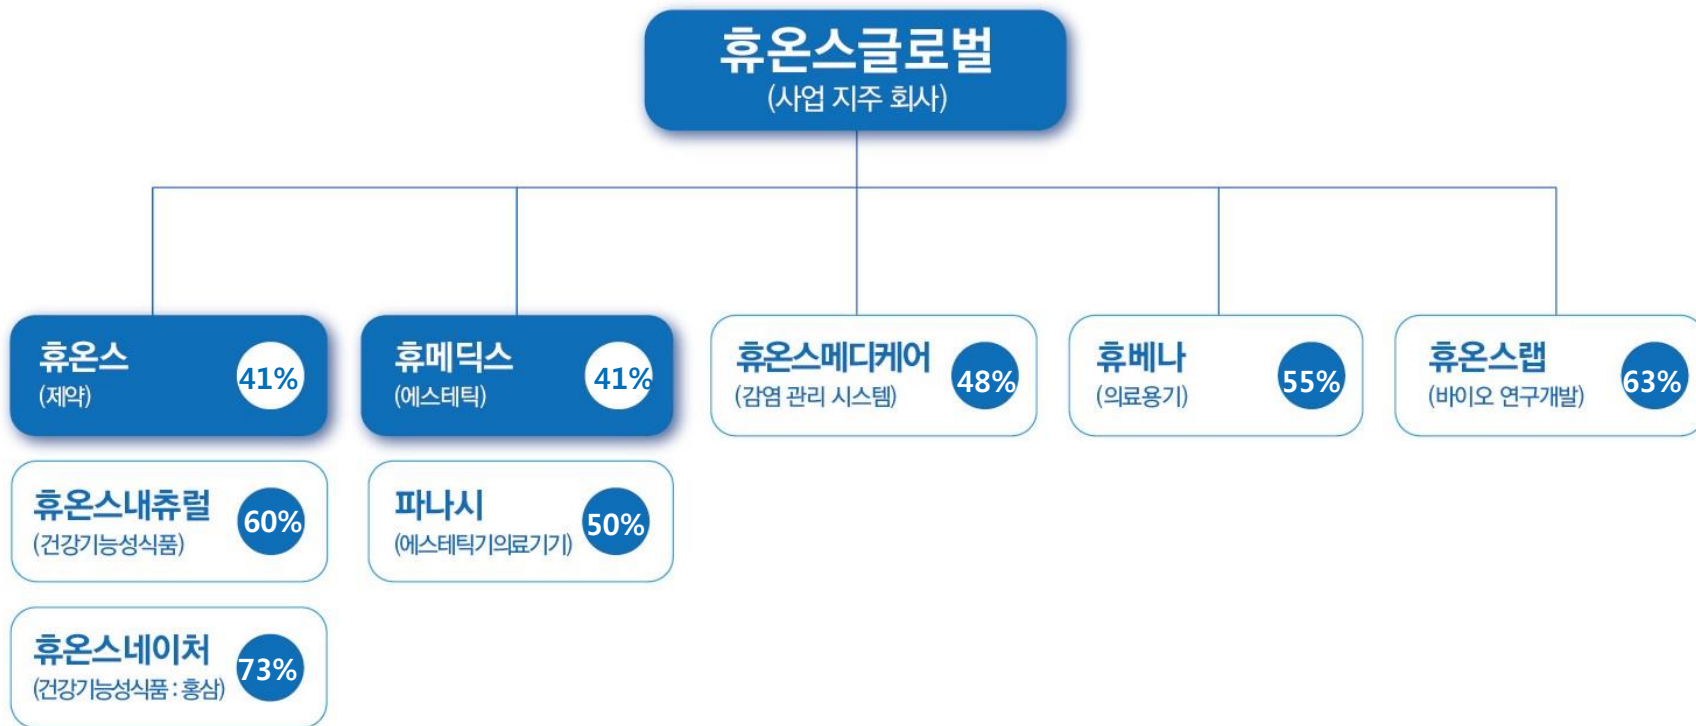 휴온스글로벌
(사업 지주 회사)
휴온스
(제약)
41%
휴메딕스
(에스테틱)
41%
휴온스메디케어
(감염 관리 시스템)
48%
휴베나
(의료용기)
55%
휴온스랩
(바이오 연구개발)
63%
휴온스내츄럴
(건강기능성식품)
60%
파나시
(에스테틱기의료기기)
50%
휴온스네이처
(건강기능성식품 : 홍삼)
73%